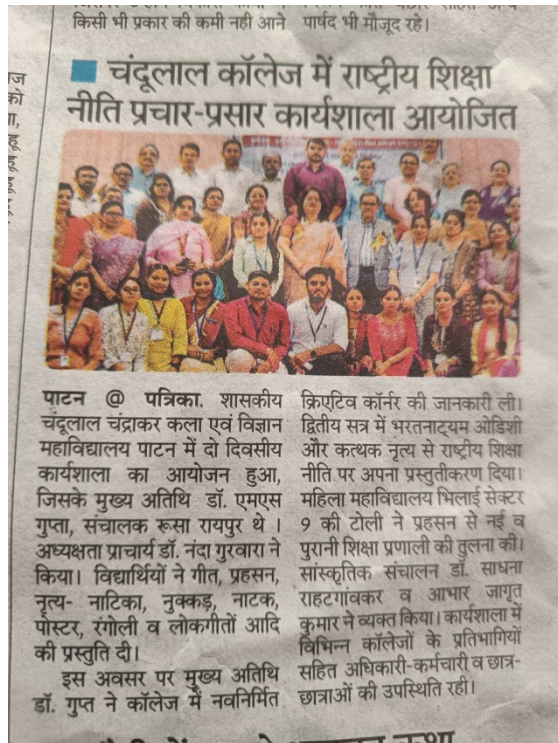 किसी भी प्रकार की कमी नही आने
पार्षद भी मौजूद रहे।
चंदूलाल कॉलेज में राष्ट्रीय शिक्षा
नीति प्रचार-प्रसार कार्यशाला आयोजित
पाटन @ पत्रिका. शासकीय
चंदूलाल चंद्राकर कला एवं विज्ञान
महाविद्यालय पाटन में दो दिवसीय
कार्यशाला का आयोजन हुआ,
जिसके मुख्य अतिथि डॉ. एमएस
गुप्ता, संचालक रूसा रायपुर थे ।
अध्यक्षता प्राचार्य डॉ. नंदा गुरवारा ने
किया। विद्यार्थियों ने गीत, प्रहसन,
नृत्य- नाटिका, नुक्कड़, नाटक,
पोस्टर, रंगोली व लोकगीतों आदि
की प्रस्तुति दी।
इस अवसर पर मुख्य अतिथि
डॉ. गुप्त ने कॉलेज में नवनिर्मित
क्रिएटिव कॉर्नर की जानकारी ली।
द्वितीय सत्र में भरतनाट्यम ओडिशी
और कत्थक नृत्य से राष्ट्रीय शिक्षा
नीति पर अपना प्रस्तुतीकरण दिया।
महिला महाविद्यालय भिलाई सेक्टर
9 की टोली ने प्रहसन से नई व
पुरानी शिक्षा प्रणाली की तुलना की।
सांस्कृतिक संचालन डॉ. साधना
राहटगांवकर व आभार जागृत
कुमार ने व्यक्त किया। कार्यशाला में
विभिन्न कॉलेजों के प्रतिभागियों
सहित अधिकारी-कर्मचारी व छात्र-
छात्राओं की उपस्थिति रही।